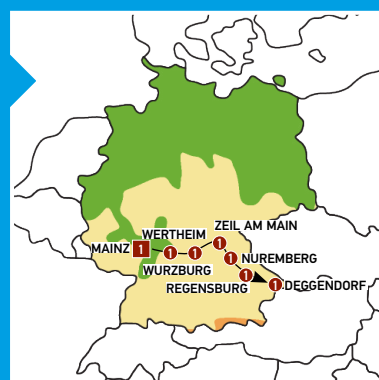 ZEIL AM MAIN
WERTHEIM
MAINZ 1
1 1 1
WURZBURG
1 NUREMBERG
1
REGENSBURG
1 DEGGENDORF